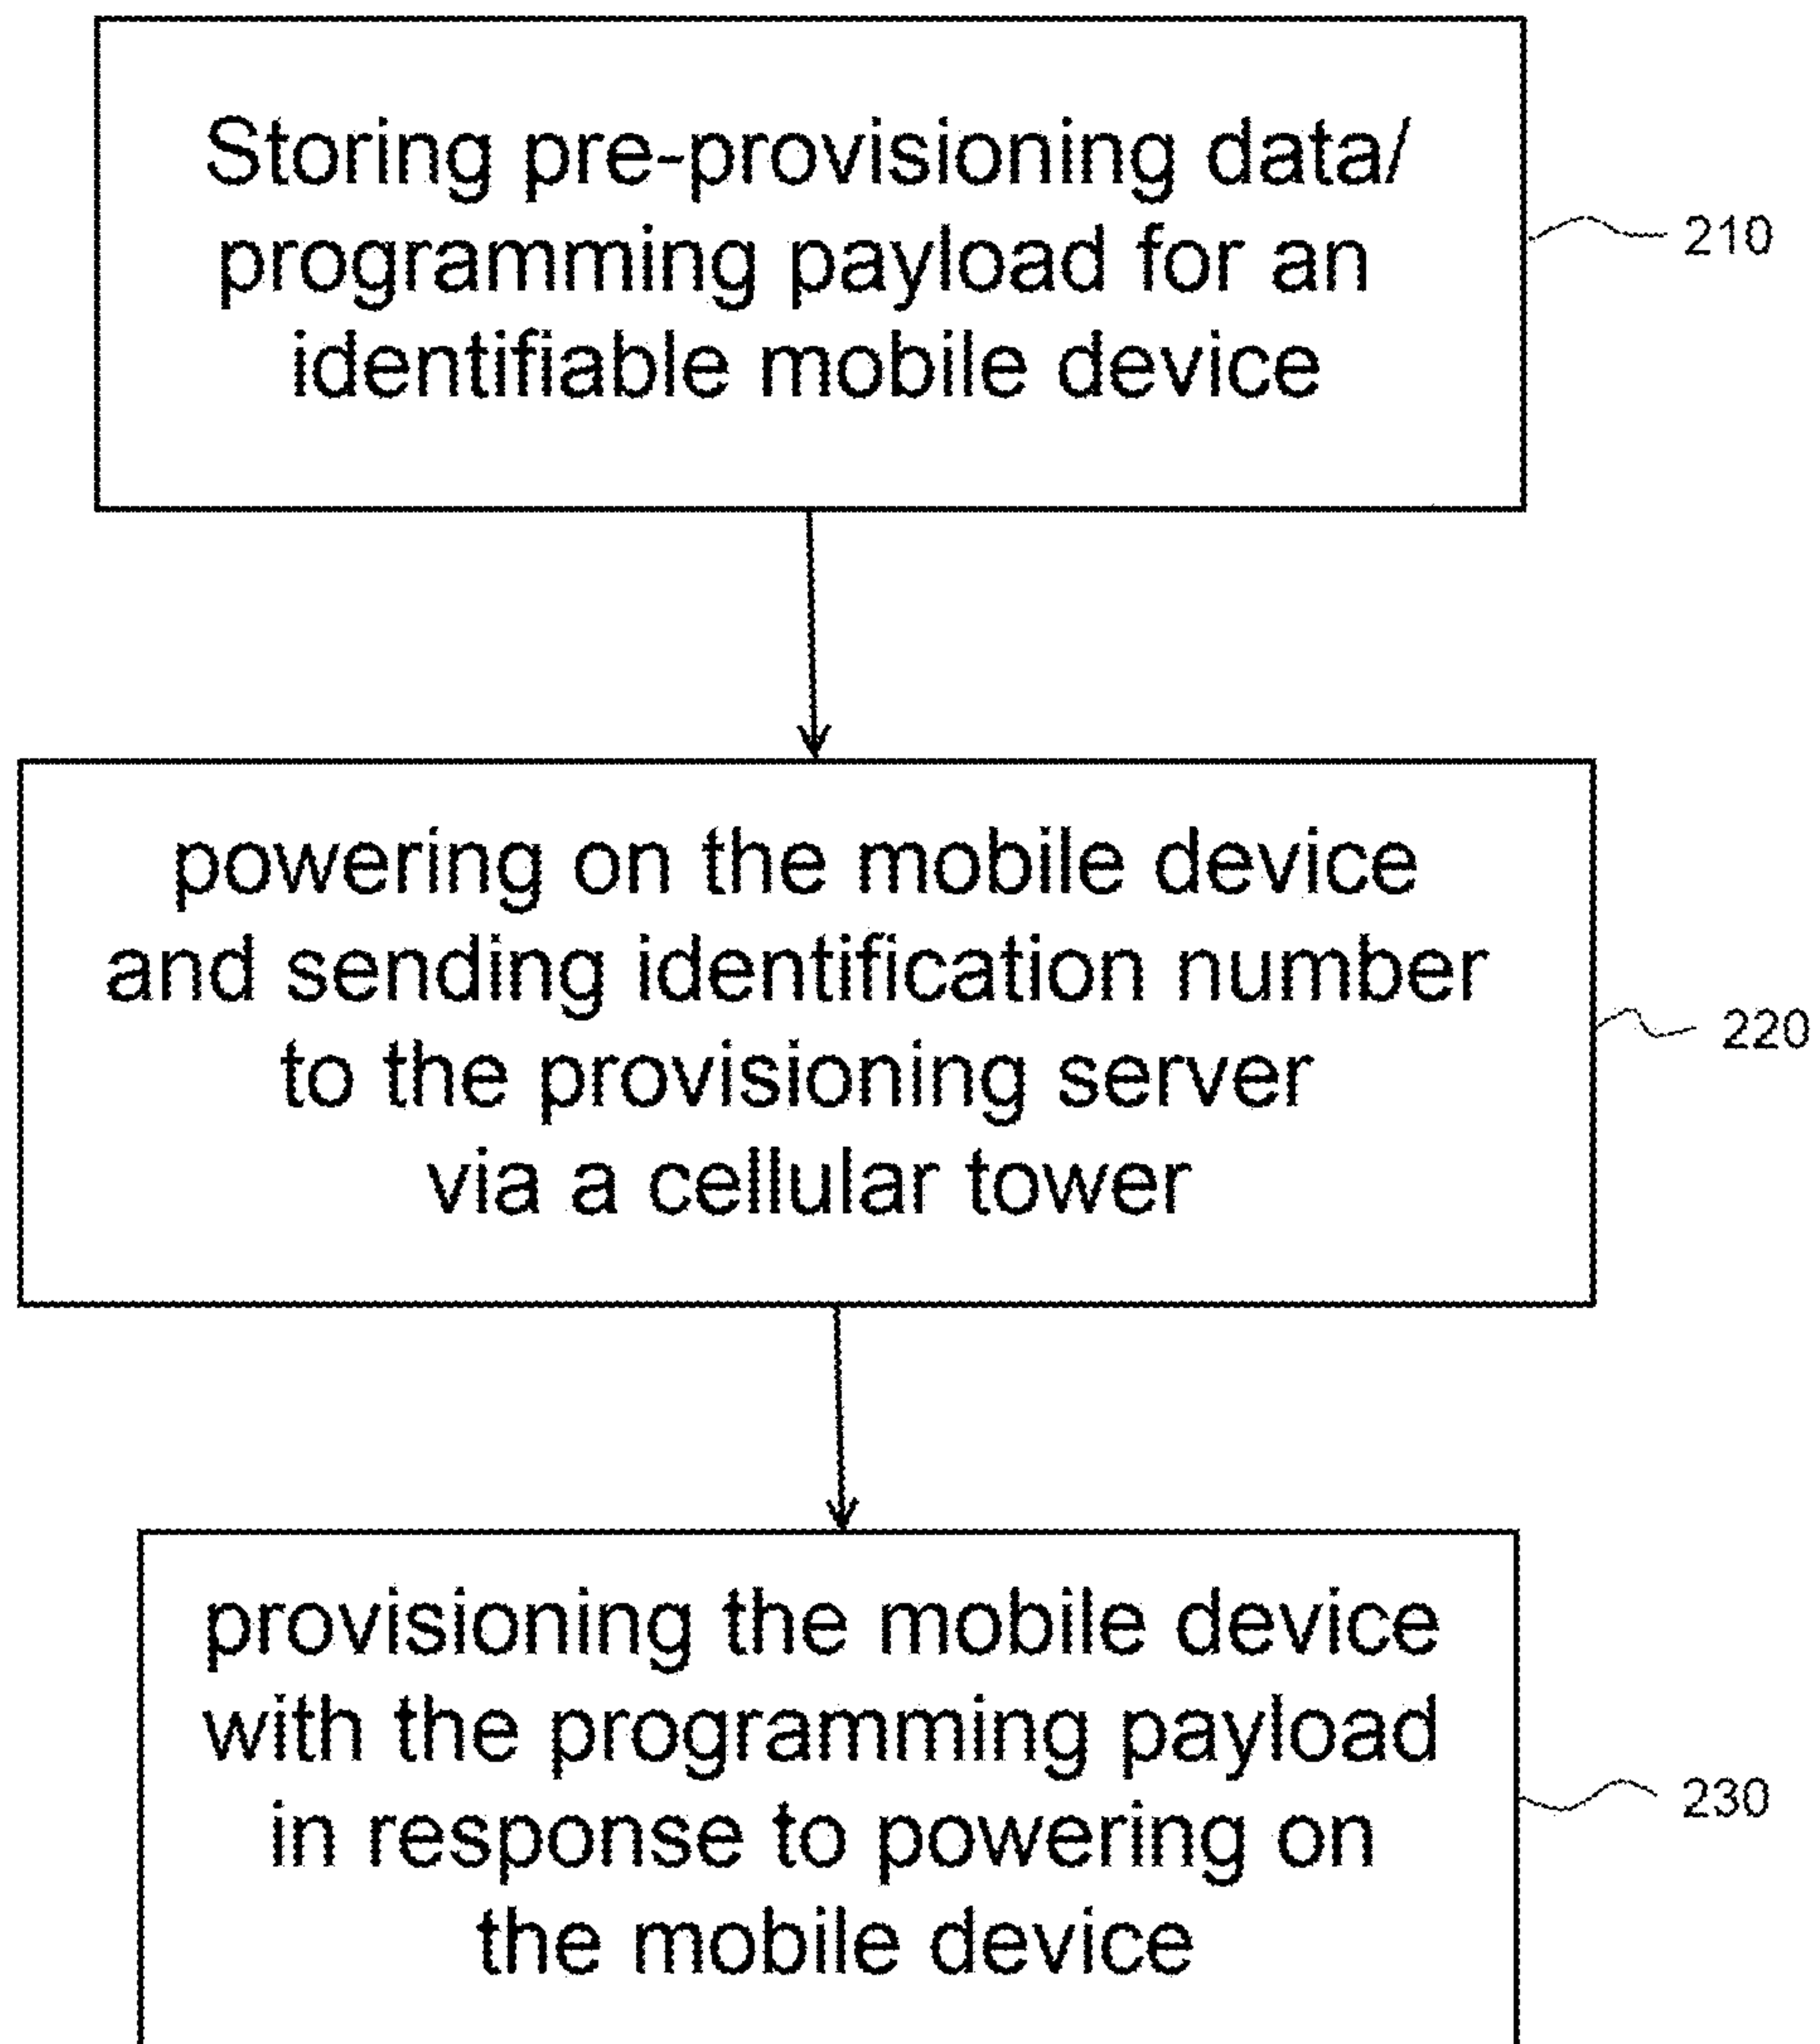 Storing pre-provisioning data/
programming payload for an
identifiable mobile device
210
powering on the mobile device
and sending identification number
to the provisioning server
via a cellular tower
220
provisioning the mobile device
with the programming payload
in response to powering on
the mobile device
230